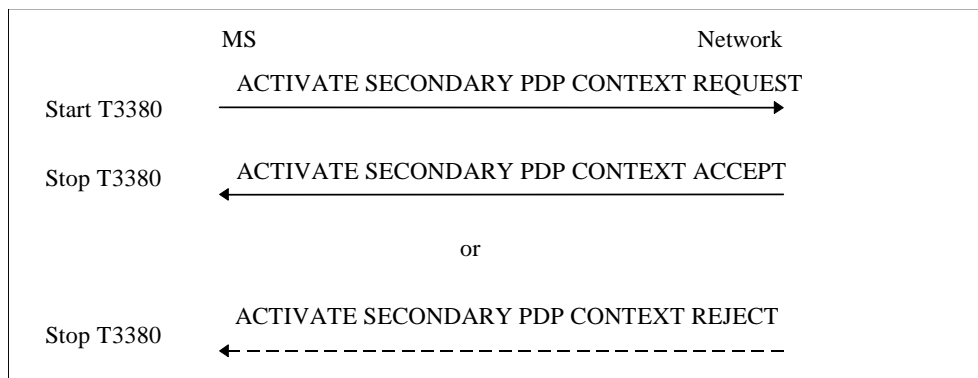 MS Network
ACTIVATE SECONDARY PDP CONTEXT REQUEST
Start T3380
ACTIVATE SECONDARY PDP CONTEXT ACCEPT
Stop T3380
or
ACTIVATE SECONDARY PDP CONTEXT REJECT
Stop T3380